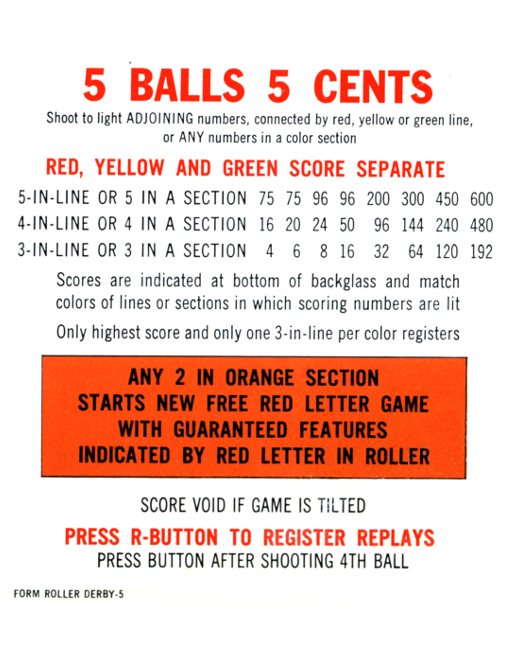 5 BALLS 5 CENTS
Shoot to light ADJOINING numbers, connected by red, yellow or green line,
or ANY numbers in a color section
RED, YELLOW AND GREEN SCORE SEPARATE
5-IN-LINE OR 5 IN A SECTION 75 75 96 96 200 300 450 600
4-IN-LINE OR 4 IN A SECTION 16 20 24 50 96 144 240 480
3-IN-LINE OR 3 IN A SECTION 4 6 8 16 32 64 120 192
Scores are indicated at bottom of backglass and match
colors of lines or sections in which scoring numbers are lit
Only highest score and only one 3-in-line per color registers
ANY 2 IN ORANGE SECTION
STARTS NEW FREE RED LETTER GAME
WITH GUARANTEED FEATURES
INDICATED BY RED LETTER IN ROLLER
SCORE VOID IF GAME IS TILTED
PRESS R-BUTTON TO REGISTER REPLAYS
PRESS BUTTON AFTER SHOOTING 4TH BALL
FORM ROLLER DERBY-5